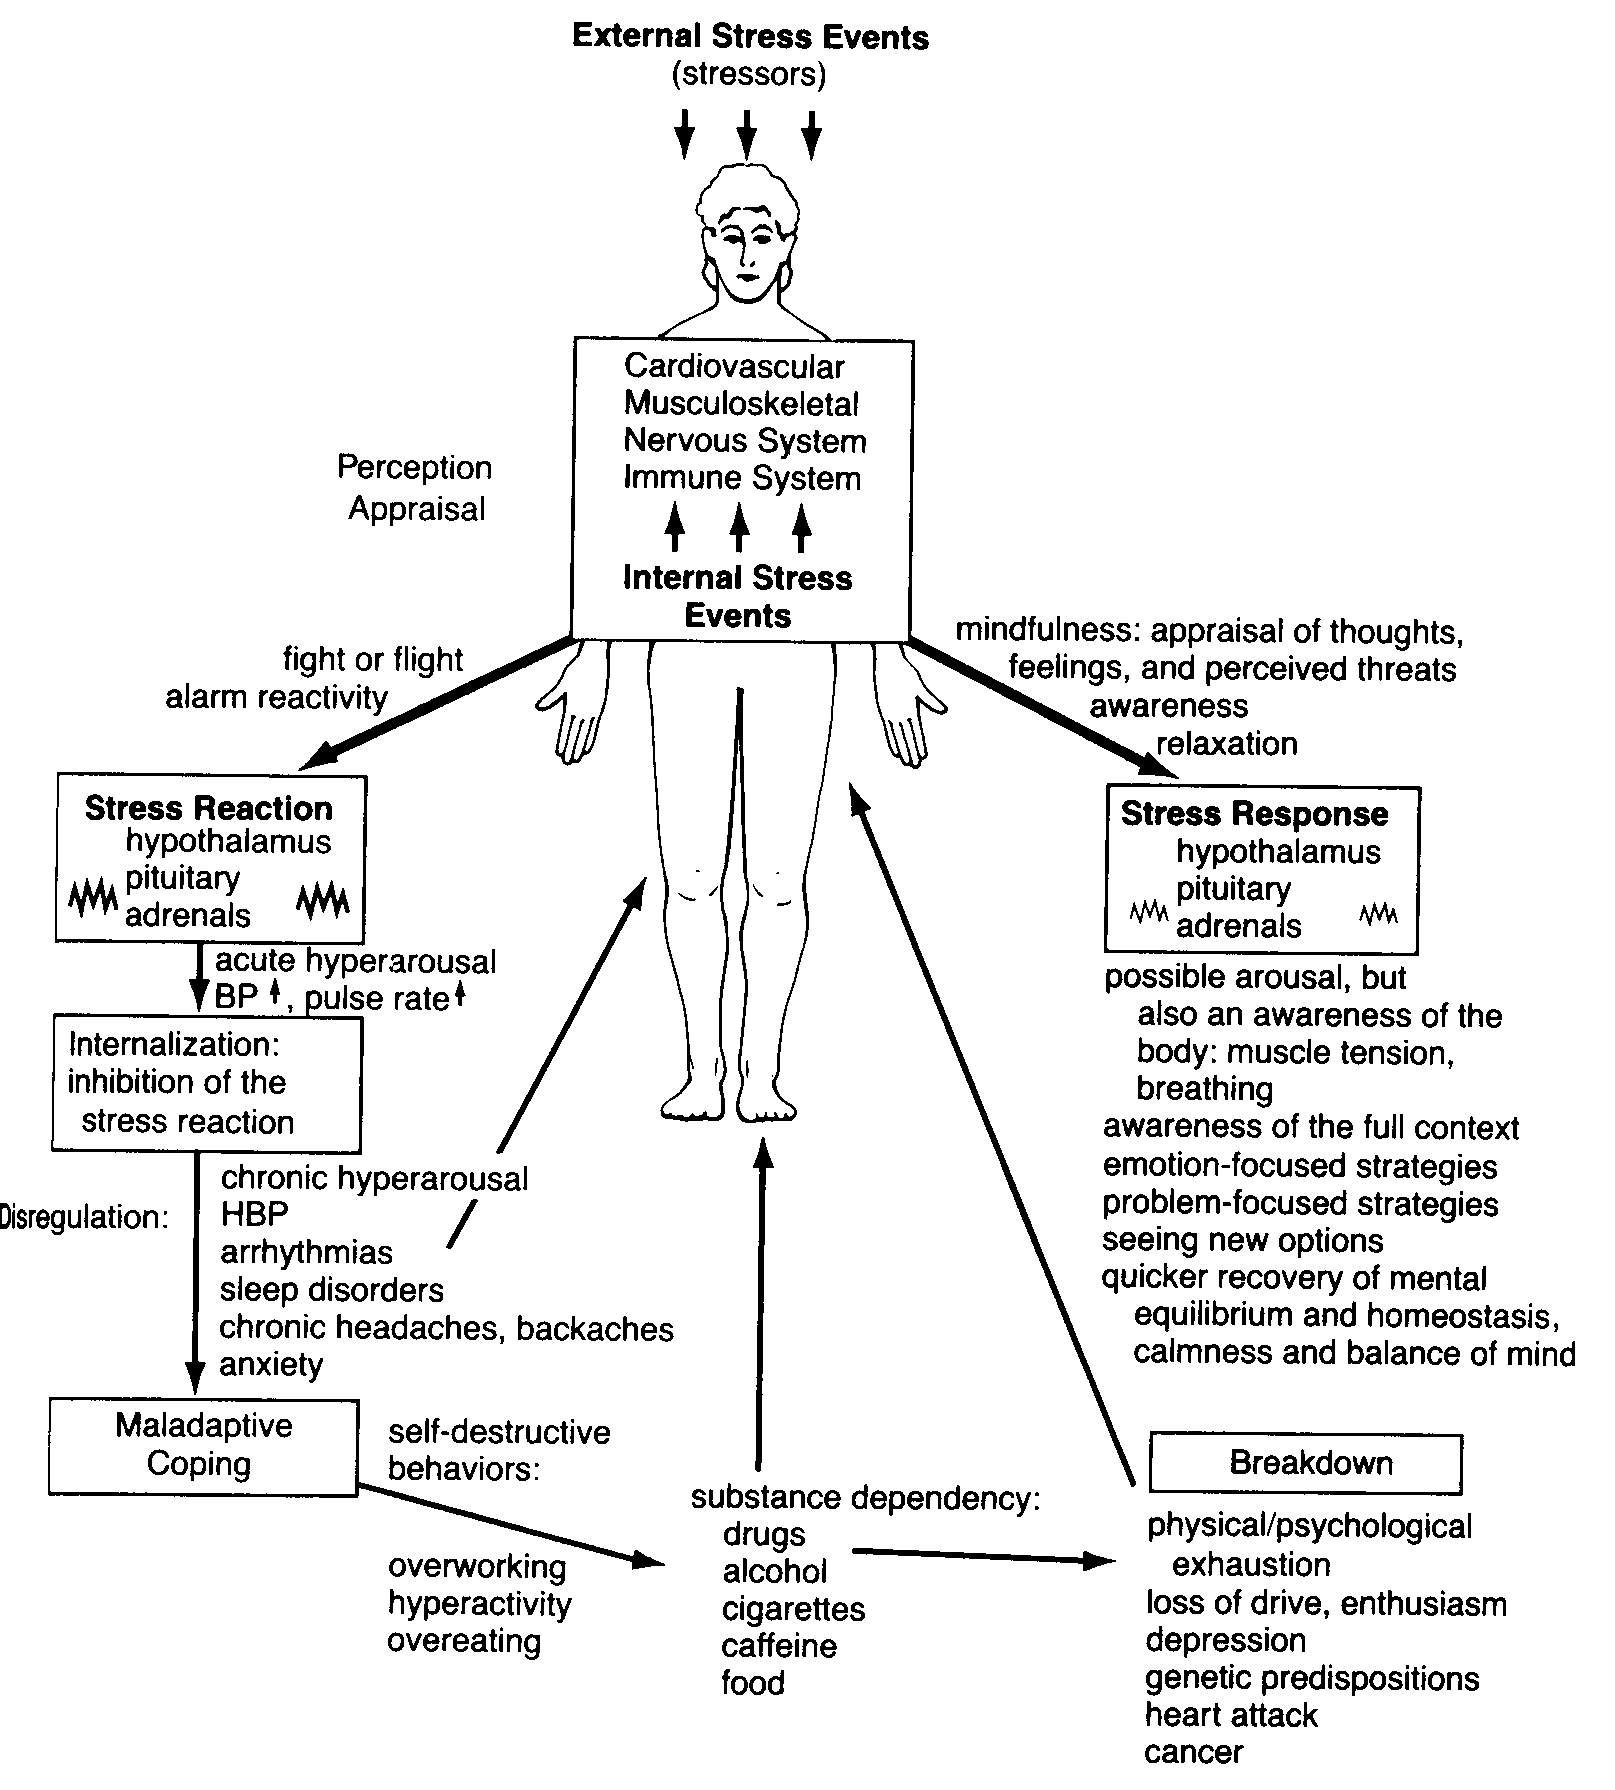 External Stress Events
(stressors)
Cardiovascular
Musculoskeletal
Nervous System
Immune System
Perception
Appraisal
Internal Stress
Events
fight or flight
alarm reactivity
mindfulness: appraisal of thoughts,
feelings, and perceived threats
awareness
relaxation
Stress Reaction
hypothalamus
pituitary
adrenals
acute hyperarousal
BP ↑, pulse rate ↑
Internalization:
inhibition of the
stress reaction
Disregulation:
chronic hyperarousal
HBP
arrhythmias
sleep disorders
chronic headaches, backaches
anxiety
Maladaptive
Coping
self-destructive
behaviors:
overworking
hyperactivity
overeating
substance dependency:
drugs
alcohol
cigarettes
caffeine
food
Stress Response
hypothalamus
pituitary
adrenals
possible arousal, but
also an awareness of the
body: muscle tension,
breathing
awareness of the full context
emotion-focused strategies
problem-focused strategies
seeing new options
quicker recovery of mental
equilibrium and homeostasis,
calmness and balance of mind
Breakdown
physical/psychological
exhaustion
loss of drive, enthusiasm
depression
genetic predispositions
heart attack
cancer